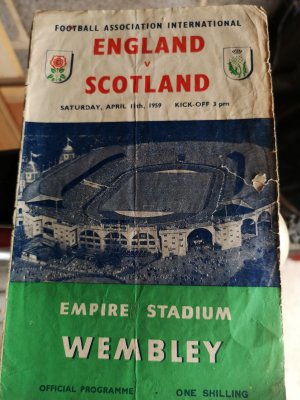 FOOTBALL ASSOCIATION INTERNATIONAL
ENGLAND
v
SCOTLAND
SATURDAY, APRIL 11th, 1959 KICK-OFF 3 pm
EMPIRE STADIUM
WEMBLEY
OFFICIAL PROGRAMME ONE SHILLING